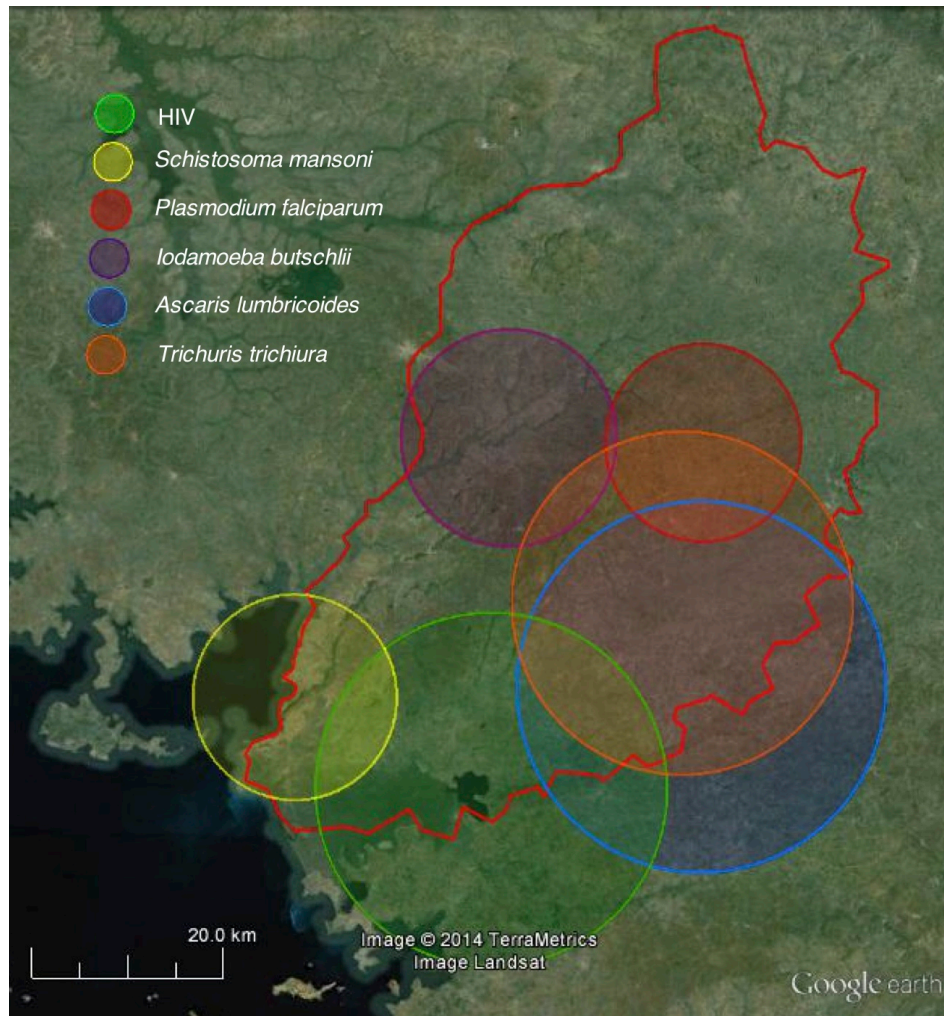 HIV
Schistosoma mansoni
Plasmodium falciparum
Iodamoeba butschlii
Ascaris lumbricoides
Trichuris trichiura
20.0 km
Image © 2014 TerraMetrics
Image Landsat
Google earth